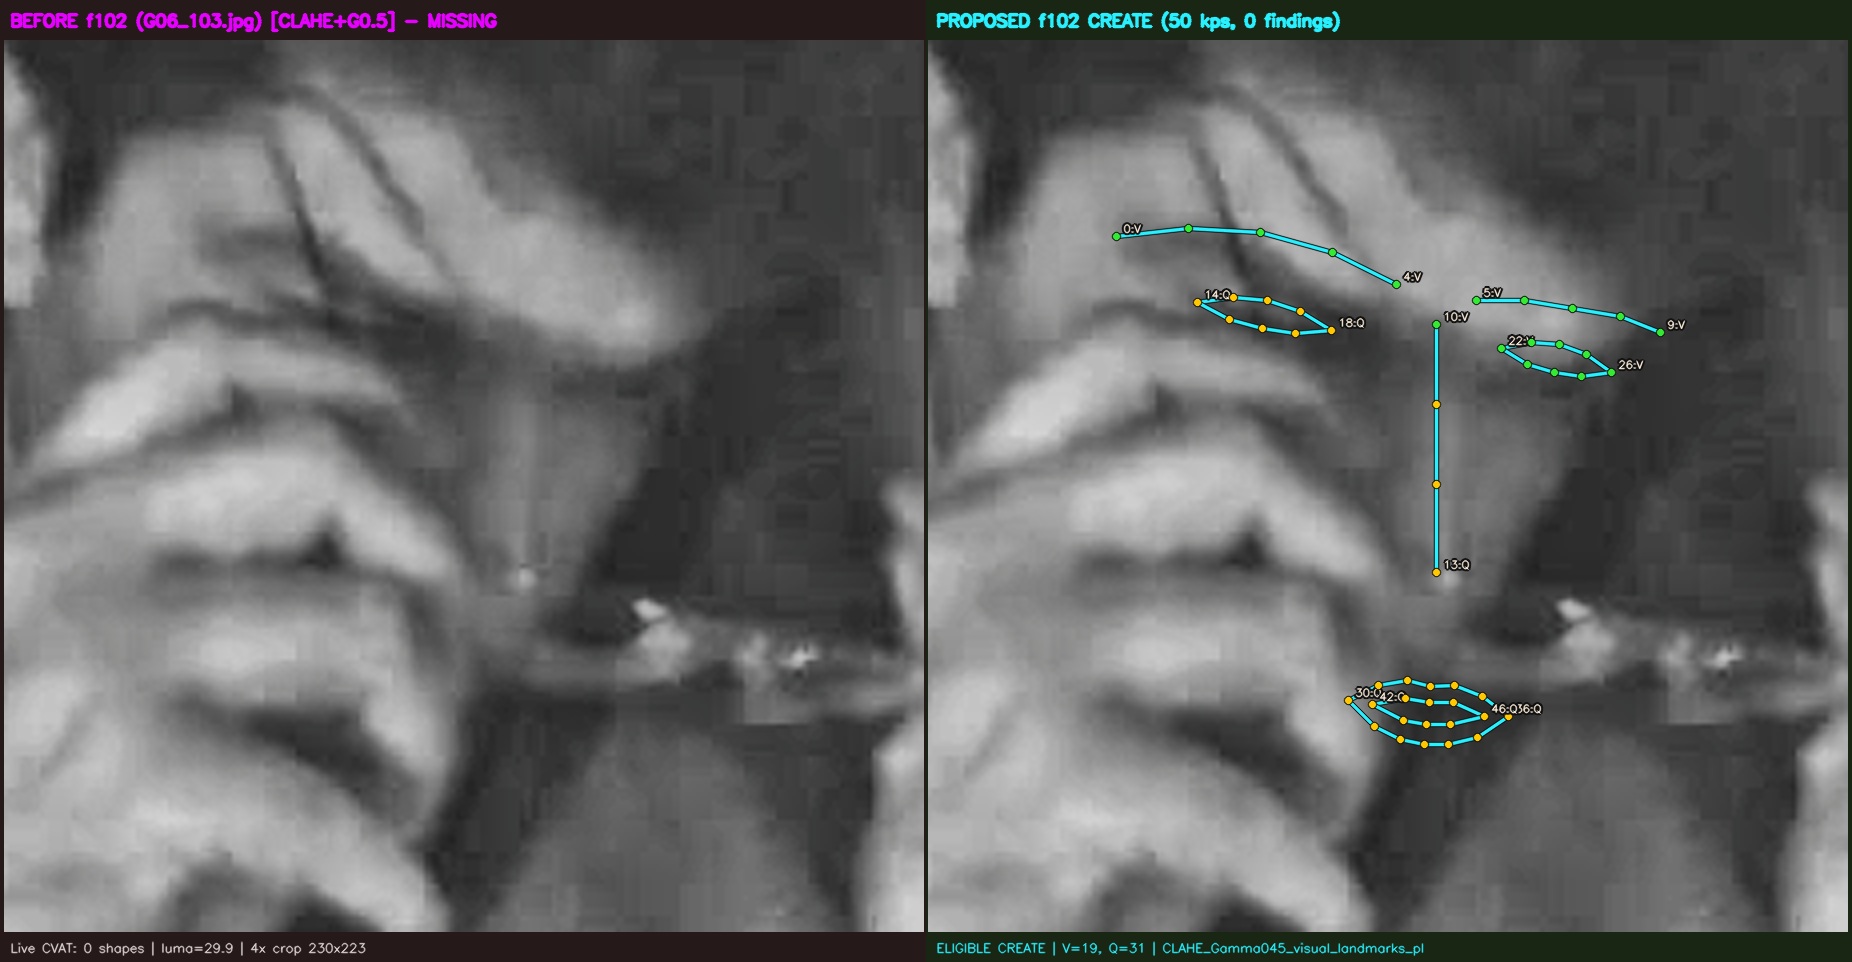 BEFORE f102 (G06_103.jpg) [CLAHE+G0.5] - MISSING
PROPOSED f102 CREATE (50 kps, 0 findings)
0:V
4:V
5:V
9:V
10:V
14:Q
18:Q
22:V
26:V
13:Q
30:Q
42:Q
46:Q
36:Q
Live CVAT: 0 shapes | luma=29.9 | 4x crop 230x223
ELIGIBLE CREATE | V=19, Q=31 | CLAHE_Gamma045_visual_landmarks_pl